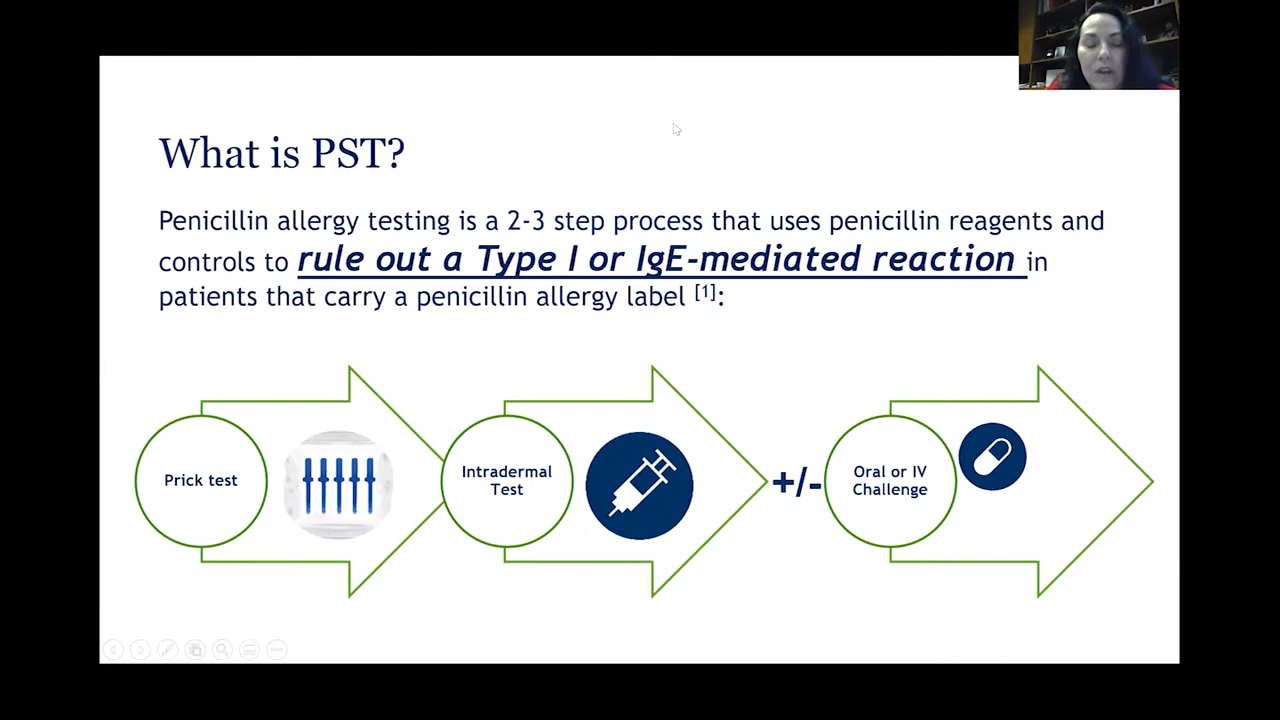 What is PST?
Penicillin allergy testing is a 2-3 step process that uses penicillin reagents and
controls to rule out a Type I or IgE-mediated reaction in
patients that carry a penicillin allergy label [1]:
Prick test
Intradermal
Test
+/-
Oral or IV
Challenge